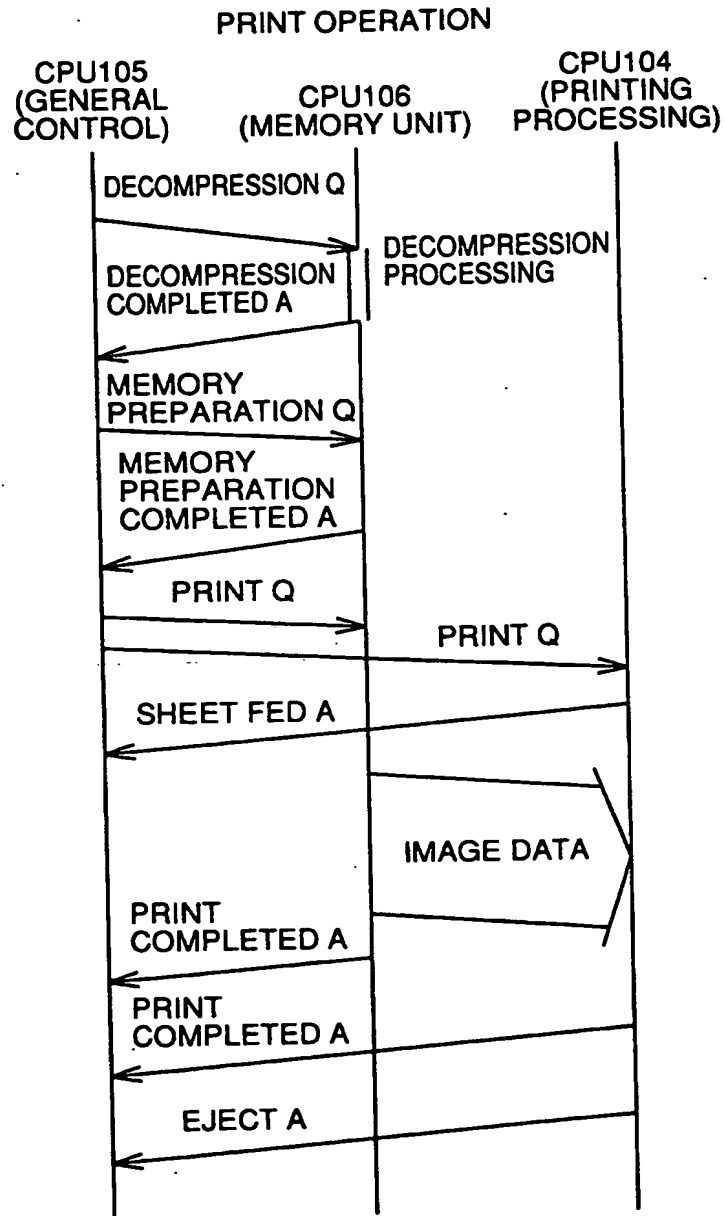 PRINT OPERATION
CPU105
(GENERAL
CONTROL)
CPU106
(MEMORY UNIT)
CPU104
(PRINTING
PROCESSING)
DECOMPRESSION Q
DECOMPRESSION
PROCESSING
DECOMPRESSION
COMPLETED A
MEMORY
PREPARATION Q
MEMORY
PREPARATION
COMPLETED A
PRINT Q
PRINT Q
SHEET FED A
IMAGE DATA
PRINT
COMPLETED A
PRINT
COMPLETED A
EJECT A